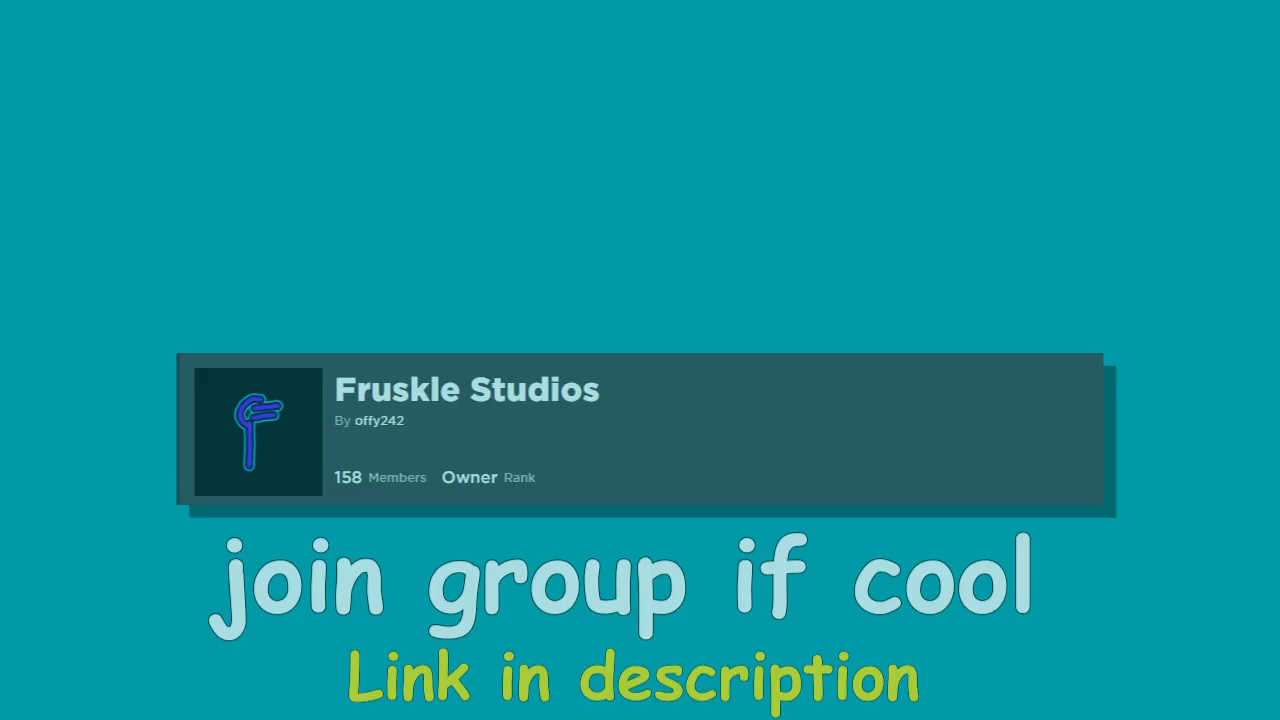 Fruskle Studios
By offy242
158 Members Owner Rank
join group if cool
Link in description